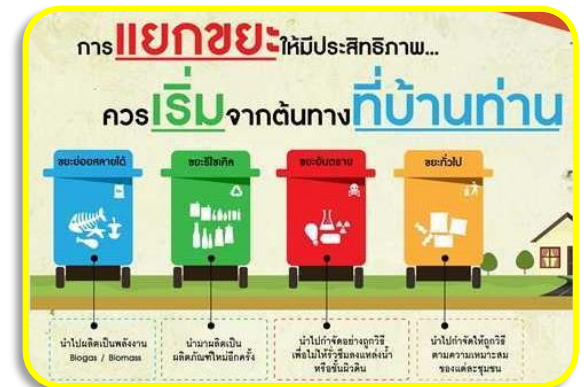 การแยกขยะให้มีประสิทธิภาพ...
ควรเริ่มจากต้นทางที่บ้านท่าน
ขยะย่อยสลายได้
ขยะรีไซเคิล
ขยะอันตราย
ขยะทั่วไป
นำไปผลิตเป็นพลังงาน
Biogas / Biomass
นำมาผลิตเป็น
ผลิตภัณฑ์ใหม่อีกครั้ง
นำไปกำจัดอย่างถูกวิธี
เพื่อไม่ให้รั่วซึมลงแหล่งน้ำ
หรือชั้นผิวดิน
นำไปกำจัดให้ถูกวิธี
ตามความเหมาะสม
ของแต่ละชุมชน